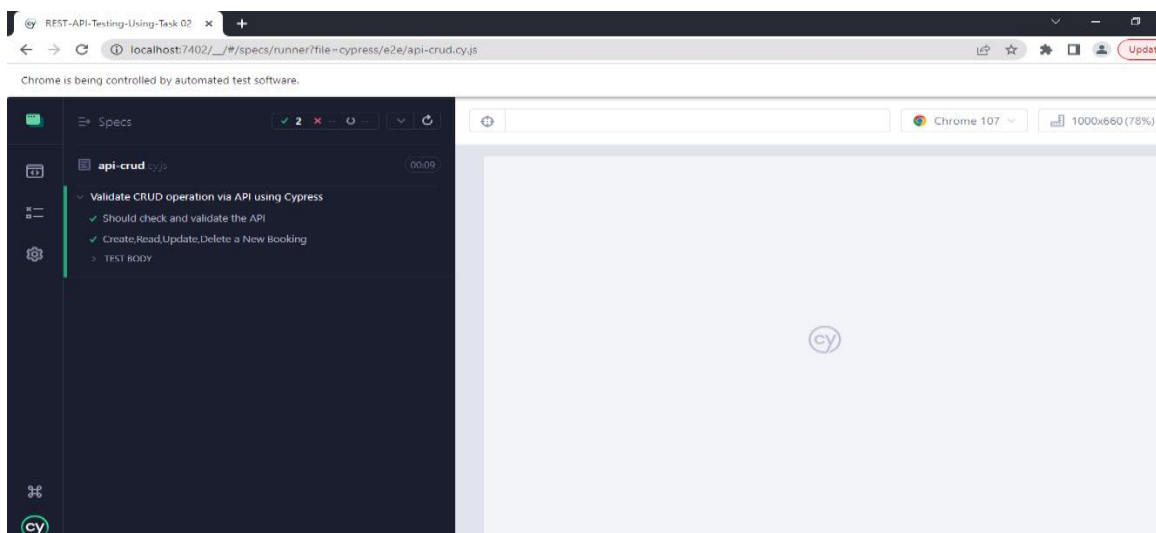 REST-API-Testing-Using-Task 02
localhost:7402/__/#/specs/runner?file=cypress/e2e/api-crud.cy.js
Updat
Chrome is being controlled by automated test software.
Specs
2 -- --
Chrome 107
1000x660 (78%)
api-crud.cy.js
00:09
Validate CRUD operation via API using Cypress
Should check and validate the API
Create,Read,Update,Delete a New Booking
TEST BODY
cy
cy